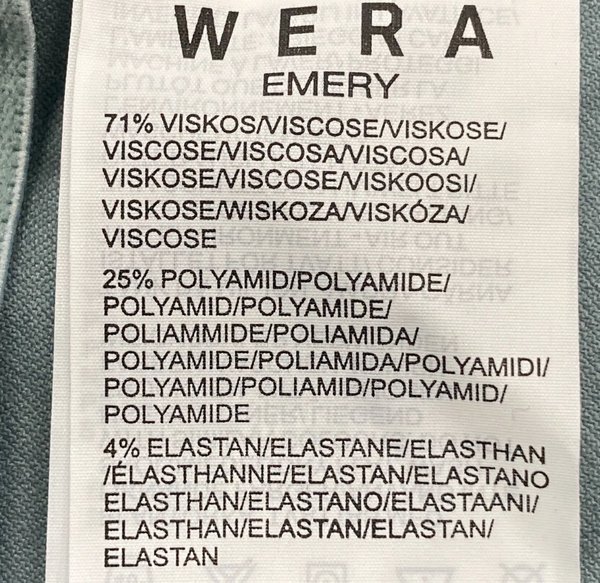 WERA
EMERY
71% VISKOS/VISCOSE/VISKOSE/
VISCOSE/VISCOSA/VISCOSA/
VISKOSE/VISCOSE/VISKOOSI/
VISKOSE/WISKOZA/VISKÓZA/
VISCOSE
25% POLYAMID/POLYAMIDE/
POLYAMID/POLYAMIDE/
POLIAMMIDE/POLIAMIDA/
POLYAMIDE/POLIAMIDA/POLYAMIDI/
POLYAMID/POLIAMID/POLYAMID/
POLYAMIDE
4% ELASTAN/ELASTANE/ELASTHAN
/ÉLASTHANNE/ELASTAN/ELASTANO
ELASTHAN/ELASTANO/ELASTAANI/
ELASTHAN/ELASTAN/ELASTAN/
ELASTAN